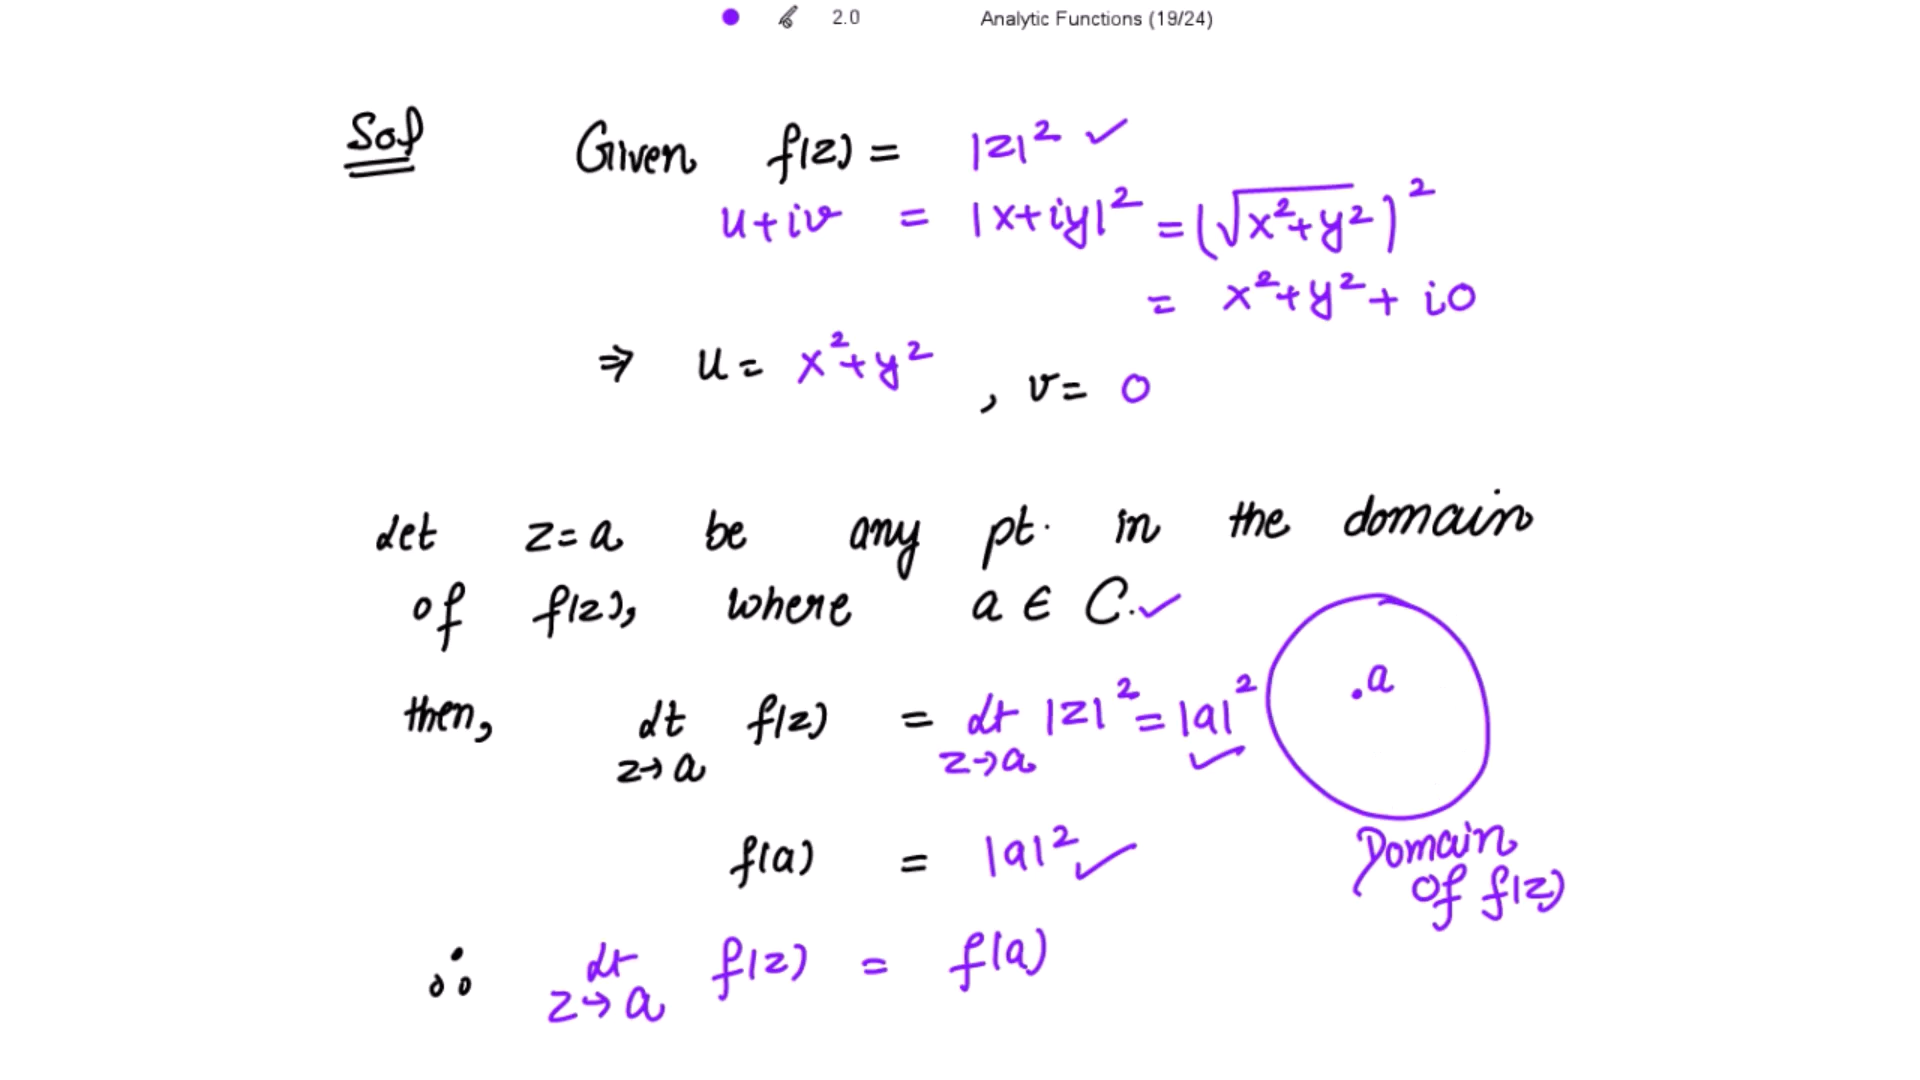 2.0 Analytic Functions (19/24)
Sol Given f(z) = |z|² ✓
u+iv = |x+iy|² = (√x²+y²)²
= x²+y²+ i0
⇒ u= x²+y² , v= 0
Let z=a be any pt. in the domain
of f(z), where a ∈ C. ✓
then, lt z→a f(z) = lt z→a |z|² = |a|² ✓
.a
f(a) = |a|² ✓
Domain
of f(z)
∴ lt z→a f(z) = f(a)